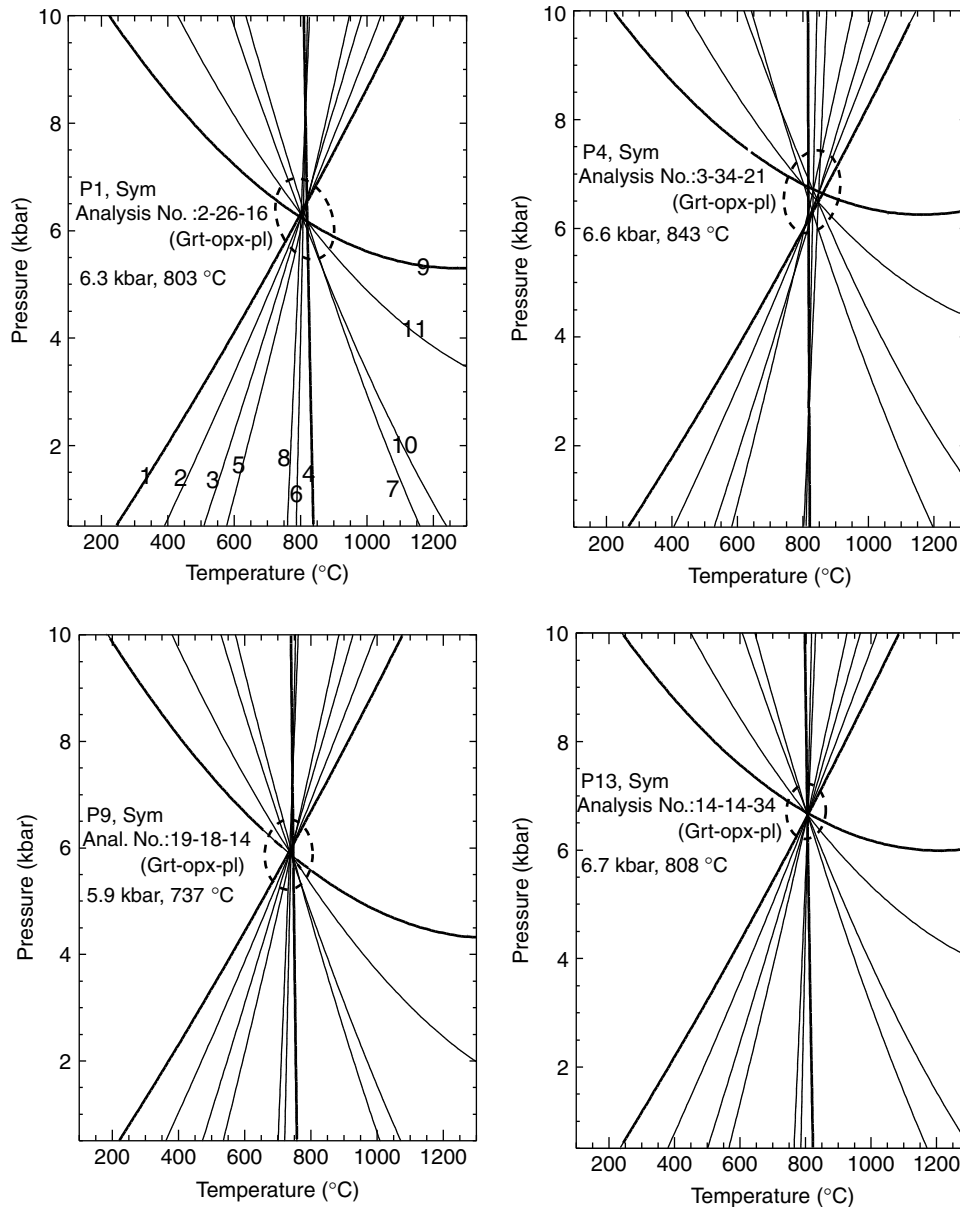 10
8
6
4
2
Pressure (kbar)
P1, Sym
Analysis No. :2-26-16
(Grt-opx-pl)
6.3 kbar, 803 °C
9
11
10
7
1
2
3
5
8
6
4
200 400 600 800 1000 1200
Temperature (°C)
10
8
6
4
2
Pressure (kbar)
P4, Sym
Analysis No.:3-34-21
(Grt-opx-pl)
6.6 kbar, 843 °C
200 400 600 800 1000 1200
Temperature (°C)
10
8
6
4
2
Pressure (kbar)
P9, Sym
Anal. No.:19-18-14
(Grt-opx-pl)
5.9 kbar, 737 °C
200 400 600 800 1000 1200
Temperature (°C)
10
8
6
4
2
Pressure (kbar)
P13, Sym
Analysis No.:14-14-34
(Grt-opx-pl)
6.7 kbar, 808 °C
200 400 600 800 1000 1200
Temperature (°C)